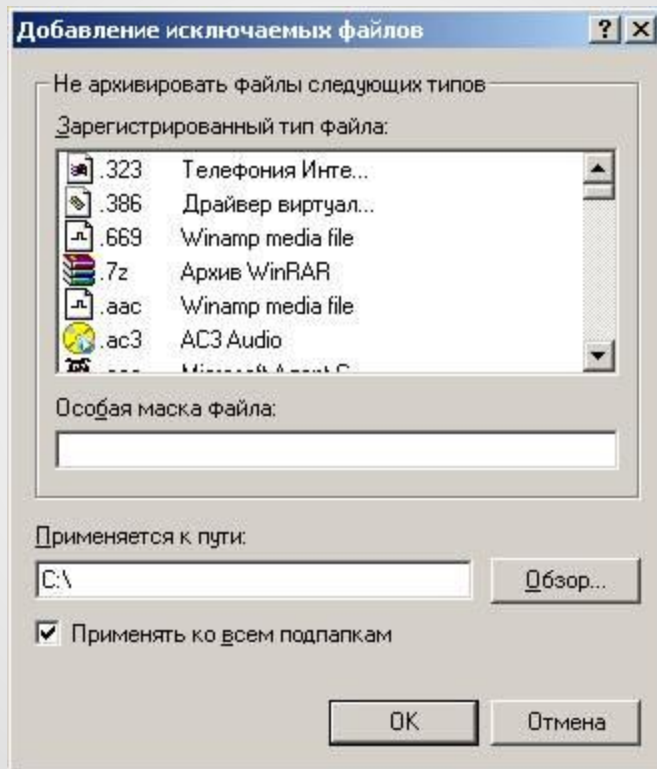 Добавление исключаемых файлов
Не архивировать файлы следующих типов
Зарегистрированный тип файла:
.323 Телефония Инте...
.386 Драйвер виртуал...
.669 Winamp media file
.7z Архив WinRAR
.aac Winamp media file
.ac3 AC3 Audio
Microsoft Agent
Особая маска файла:
Применяется к пути:
C:\
Обзор...
Применять ко всем подпапкам
OK
Отмена